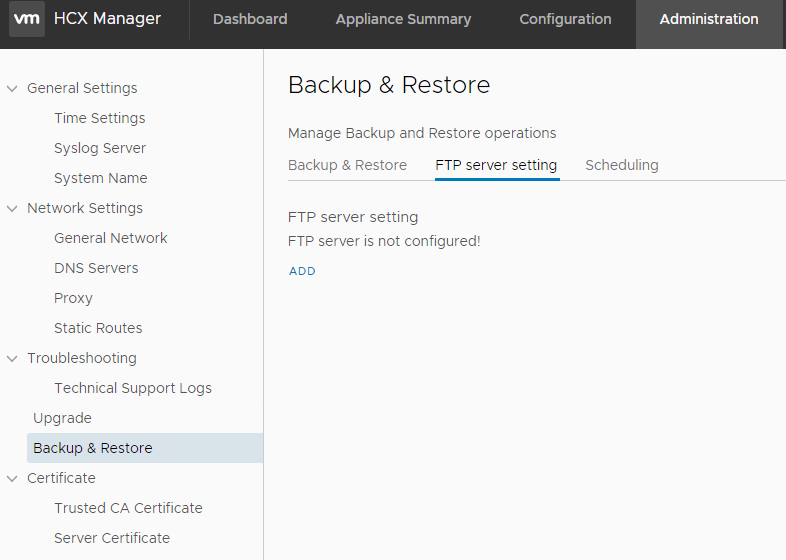 vm HCX Manager Dashboard Appliance Summary Configuration Administration
General Settings
Time Settings
Syslog Server
System Name
Network Settings
General Network
DNS Servers
Proxy
Static Routes
Troubleshooting
Technical Support Logs
Upgrade
Backup & Restore
Certificate
Trusted CA Certificate
Server Certificate
Backup & Restore
Manage Backup and Restore operations
Backup & Restore FTP server setting Scheduling
FTP server setting
FTP server is not configured!
ADD